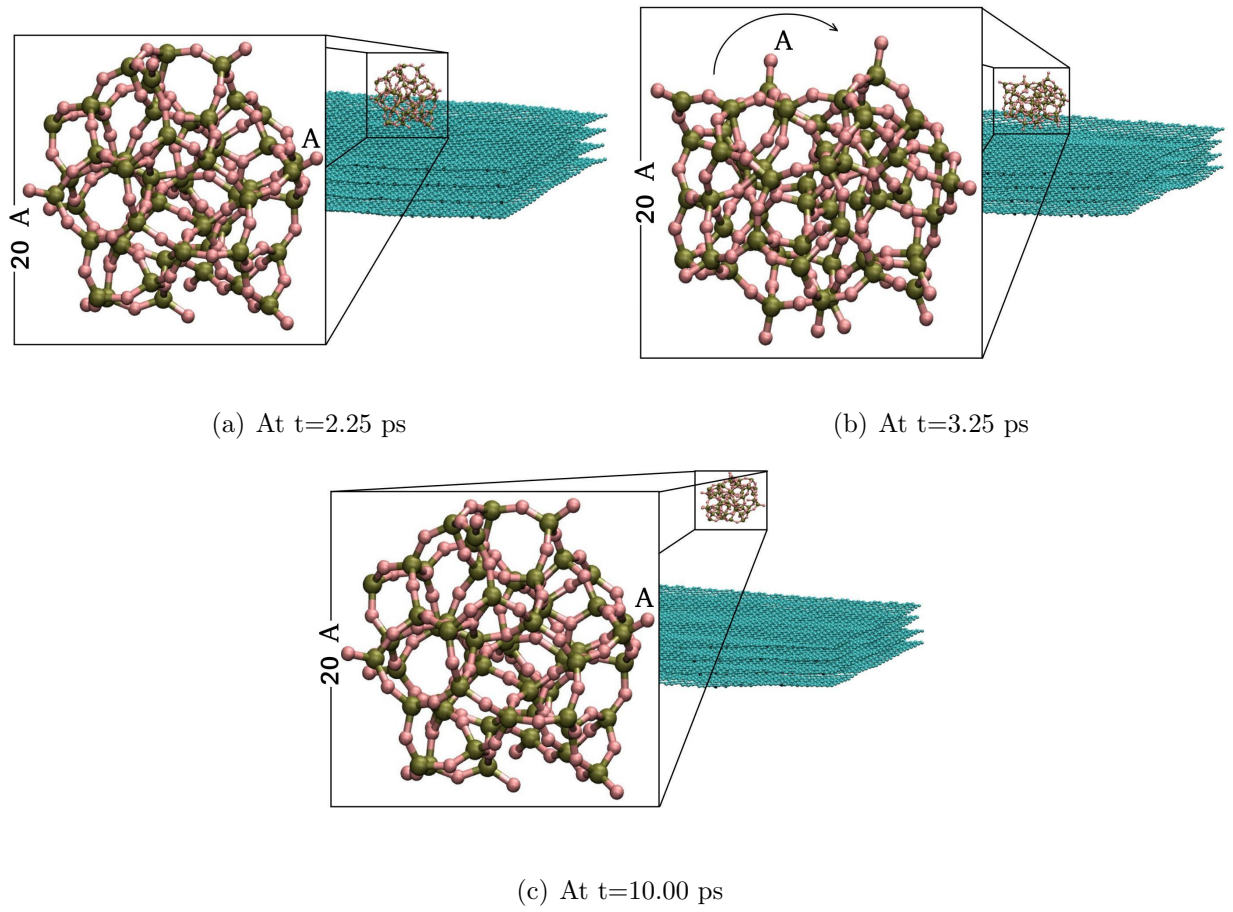 A
20 A
(a) At t=2.25 ps
A
20 A
(b) At t=3.25 ps
A
20 A
(c) At t=10.00 ps